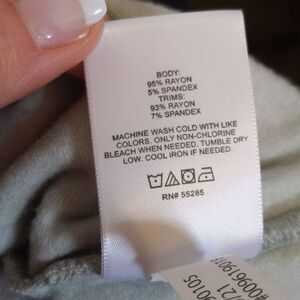 BODY:
95% RAYON
5% SPANDEX
TRIMS:
93% RAYON
7% SPANDEX
MACHINE WASH COLD WITH LIKE
COLORS. ONLY NON-CHLORINE
BLEACH WHEN NEEDED. TUMBLE DRY
LOW. COOL IRON IF NEEDED.
RN# 55285